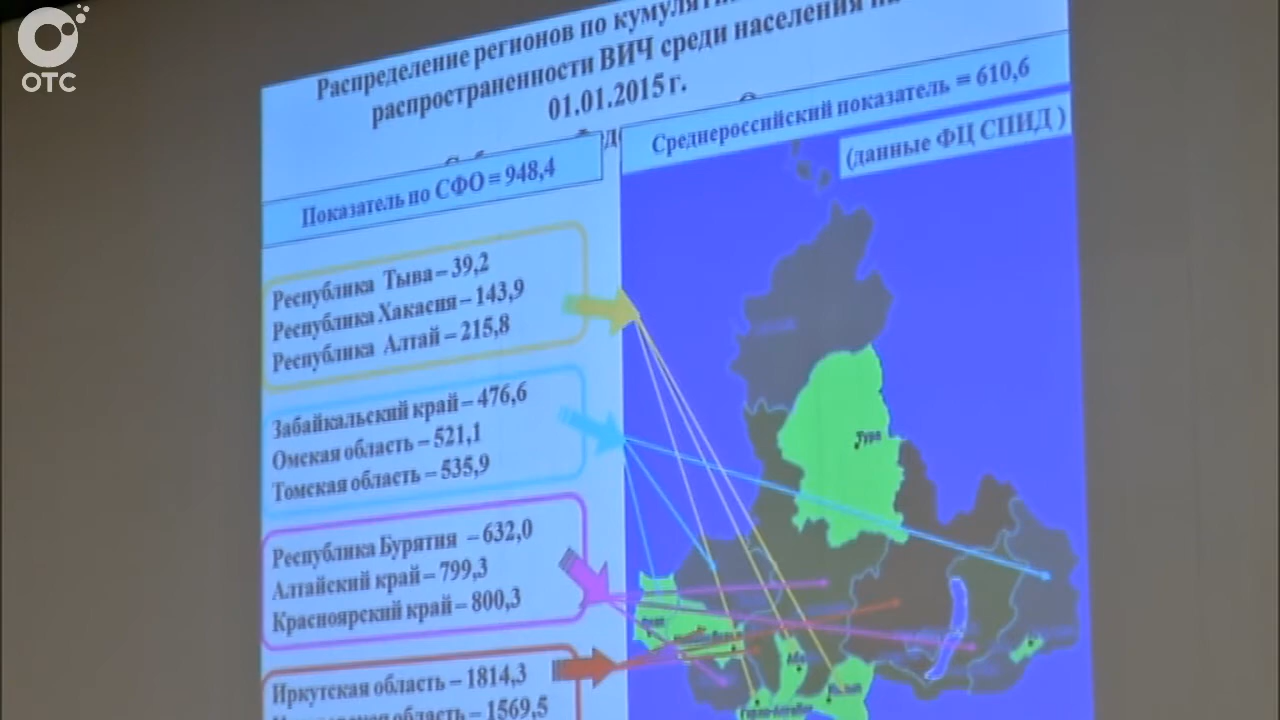 ОТС
Распределение регионов по
распространенности ВИЧ среди населения
01.01.2015 г.
Показатель по СФО = 948,4
Среднероссийский показатель = 610,6
(данные ФЦ СПИД )
Республика Тыва – 39,2
Республика Хакасия – 143,9
Республика Алтай – 215,8
Забайкальский край – 476,6
Омская область – 521,1
Томская область – 535,9
Республика Бурятия – 632,0
Алтайский край – 799,3
Красноярский край – 800,3
Иркутская область – 1814,3
область – 1569,5
Тура